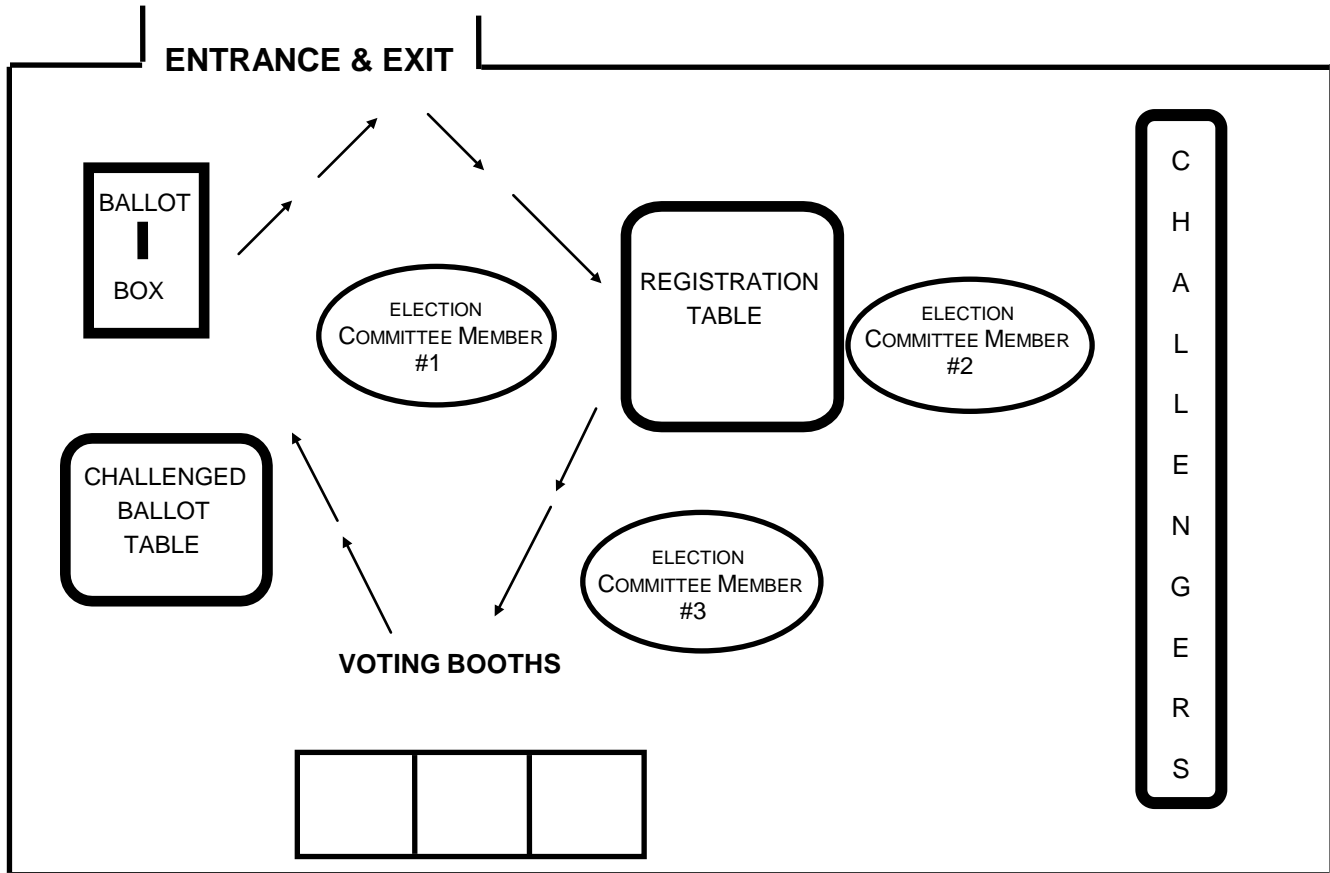 ENTRANCE & EXIT
BALLOT
BOX
ELECTION
COMMITTEE MEMBER
#1
REGISTRATION
TABLE
ELECTION
COMMITTEE MEMBER
#2
CHALLENGED
BALLOT
TABLE
ELECTION
COMMITTEE MEMBER
#3
VOTING BOOTHS
C
H
A
L
L
E
N
G
E
R
S